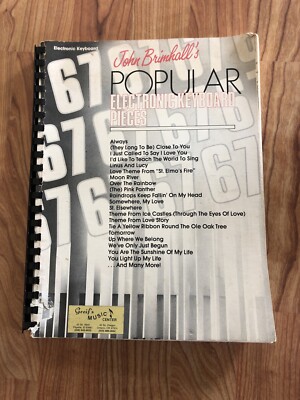 Electronic Keyboard
John Brimhall's
67
POPULAR
ELECTRONIC KEYBOARD
PIECES
Always
(They Long To Be) Close To You
I Just Called To Say I Love You
I'd Like To Teach The World To Sing
Linus And Lucy
Love Theme From "St. Elmo's Fire"
Moon River
Over The Rainbow
(The) Pink Panther
Raindrops Keep Fallin' On My Head
Somewhere, My Love
St. Elsewhere
Theme From Ice Castles (Through The Eyes Of Love)
Theme From Love Story
Tie A Yellow Ribbon Round The Ole Oak Tree
Tomorrow
Up Where We Belong
We've Only Just Begun
You Are The Sunshine Of My Life
You Light Up My Life
. . . And Many More!
MUSIC
CENTER